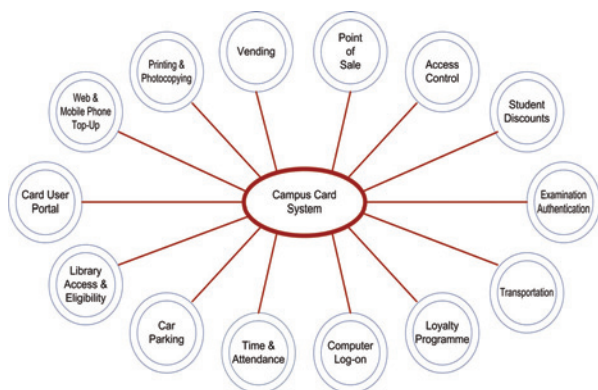 Vending
Point
of
Sale
Printing &
Photocopying
Access
Control
Web &
Mobile Phone
Top-Up
Student
Discounts
Card User
Portal
Campus Card
System
Examination
Authentication
Library
Access &
Eligibility
Transportation
Car
Parking
Time &
Attendance
Computer
Log-on
Loyalty
Programme